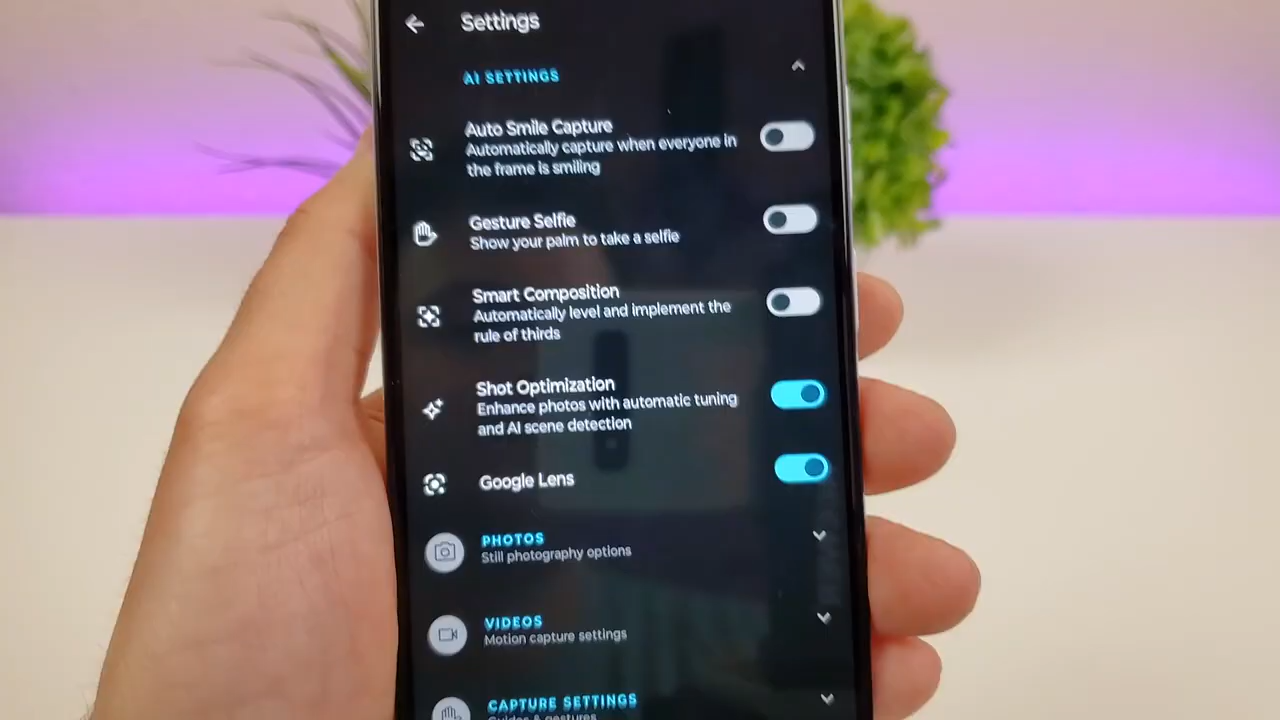 Settings
AI SETTINGS
Auto Smile Capture
Automatically capture when everyone in
the frame is smiling
Gesture Selfie
Show your palm to take a selfie
Smart Composition
Automatically level and implement the
rule of thirds
Shot Optimization
Enhance photos with automatic tuning
and AI scene detection
Google Lens
PHOTOS
Still photography options
VIDEOS
Motion capture settings
CAPTURE SETTINGS
Guides & gestures